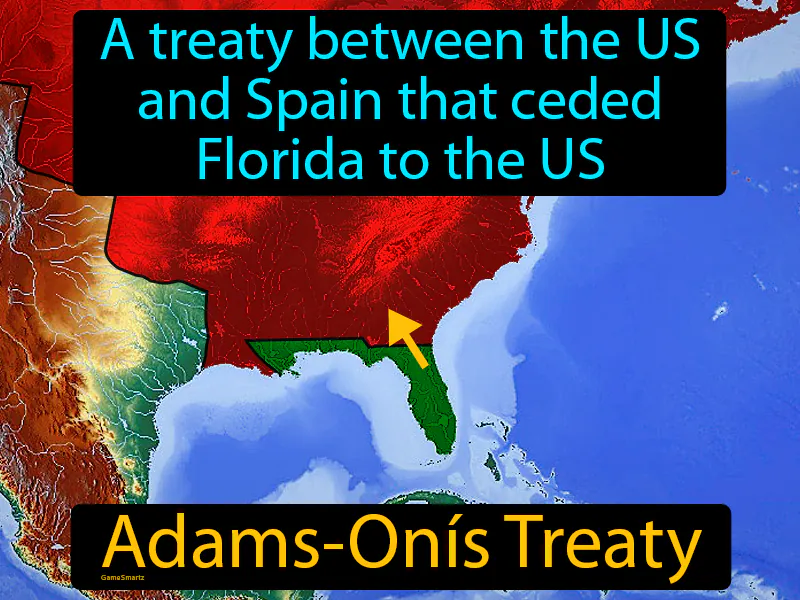 A treaty between the US
and Spain that ceded
Florida to the US
Adams-Onís Treaty
GameSmartz